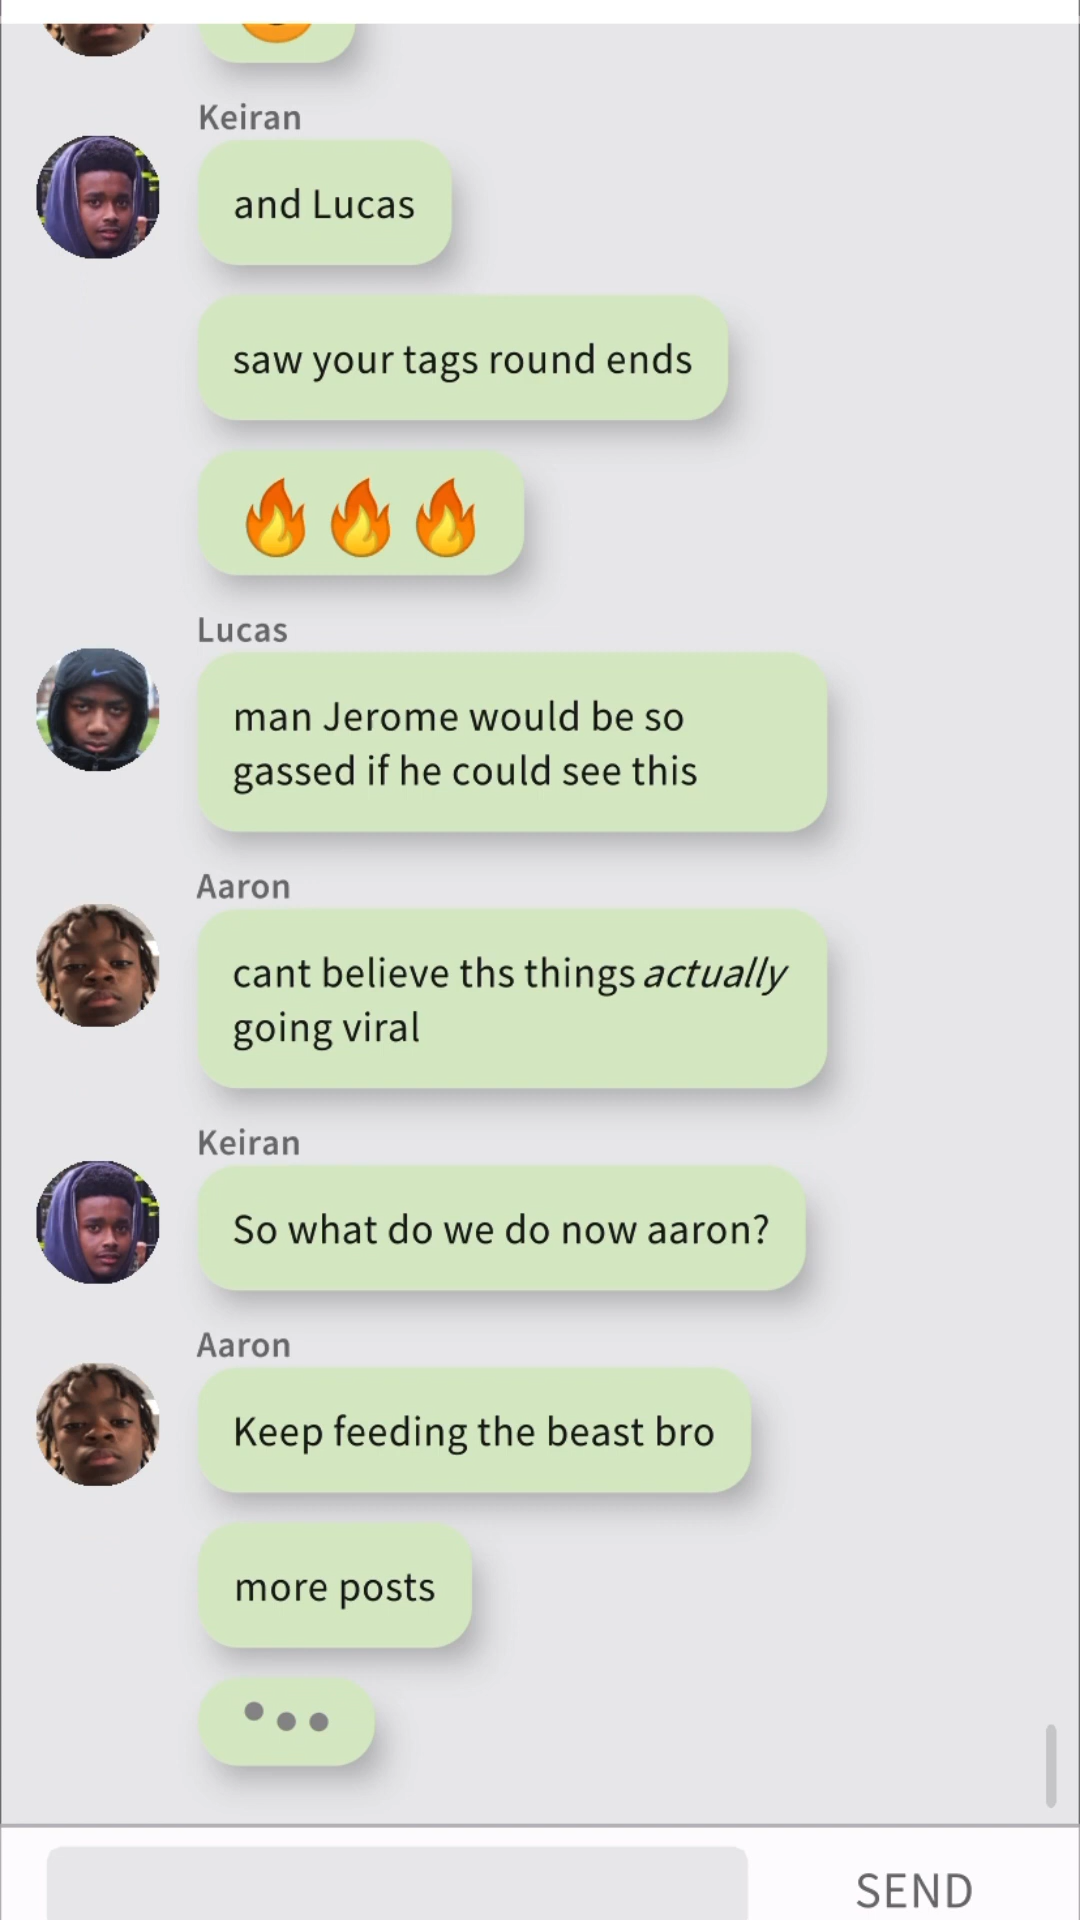 Keiran
and Lucas
saw your tags round ends
🔥🔥🔥
Lucas
man Jerome would be so
gassed if he could see this
Aaron
cant believe ths things actually
going viral
Keiran
So what do we do now aaron?
Aaron
Keep feeding the beast bro
more posts
SEND